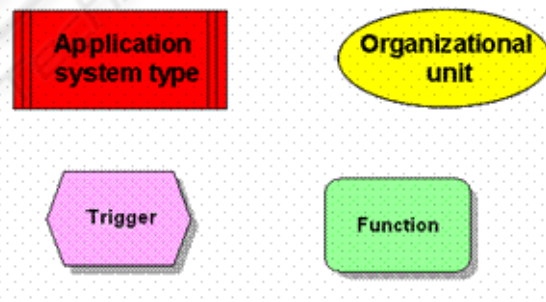 Application
system type
Organizational
unit
Trigger
Function